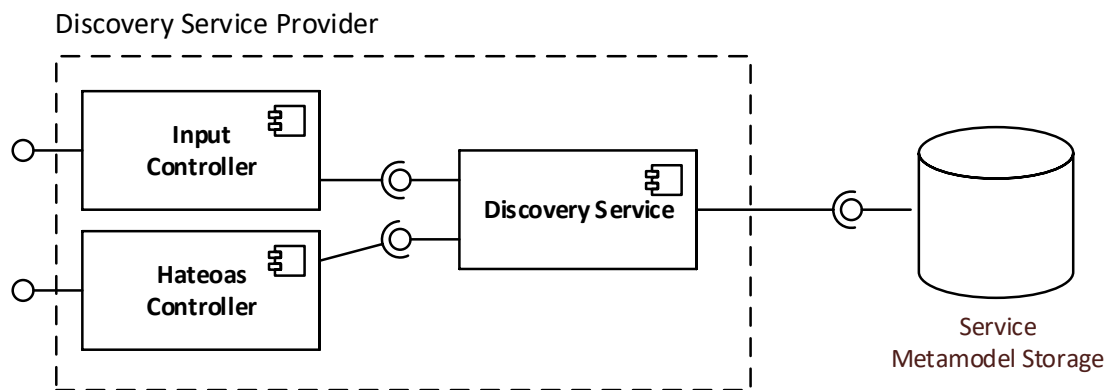 Discovery Service Provider
Input
Controller
Discovery Service
Hateoas
Controller
Service
Metamodel Storage